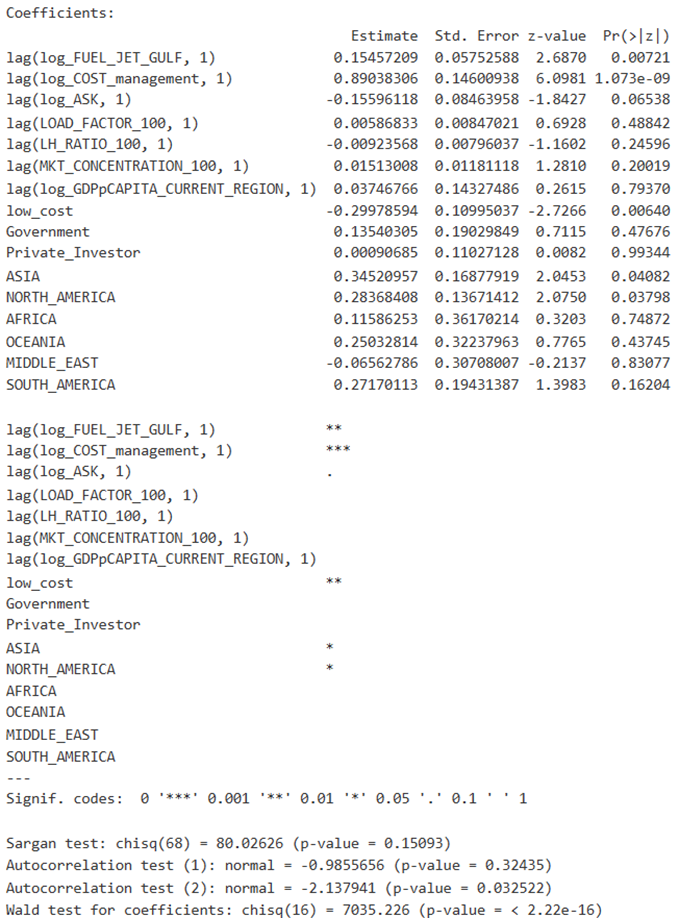 Coefficients:
                                          Estimate  Std. Error z-value  Pr(>|z|)
lag(log_FUEL_JET_GULF, 1)               0.15457209  0.05752588  2.6870   0.00721
lag(log_COST_management, 1)             0.89038306  0.14600938  6.0981 1.073e-09
lag(log_ASK, 1)                        -0.15596118  0.08463958 -1.8427   0.06538
lag(LOAD_FACTOR_100, 1)                 0.00586833  0.00847021  0.6928   0.48842
lag(LH_RATIO_100, 1)                   -0.00923568  0.00796037 -1.1602   0.24596
lag(MKT_CONCENTRATION_100, 1)           0.01513008  0.01181118  1.2810   0.20019
lag(log_GDPpCAPITA_CURRENT_REGION, 1)   0.03746766  0.14327486  0.2615   0.79370
low_cost                               -0.29978594  0.10995037 -2.7266   0.00640
Government                              0.13540305  0.19029849  0.7115   0.47676
Private_Investor                        0.00090685  0.11027128  0.0082   0.99344
ASIA                                    0.34520957  0.16877919  2.0453   0.04082
NORTH_AMERICA                           0.28368408  0.13671412  2.0750   0.03798
AFRICA                                  0.11586253  0.36170214  0.3203   0.74872
OCEANIA                                 0.25032814  0.32237963  0.7765   0.43745
MIDDLE_EAST                            -0.06562786  0.30708007 -0.2137   0.83077
SOUTH_AMERICA                           0.27170113  0.19431387  1.3983   0.16204

lag(log_FUEL_JET_GULF, 1)              **
lag(log_COST_management, 1)            ***
lag(log_ASK, 1)                        .
lag(LOAD_FACTOR_100, 1)
lag(LH_RATIO_100, 1)
lag(MKT_CONCENTRATION_100, 1)
lag(log_GDPpCAPITA_CURRENT_REGION, 1)
low_cost                               **
Government
Private_Investor
ASIA                                   *
NORTH_AMERICA                          *
AFRICA
OCEANIA
MIDDLE_EAST
SOUTH_AMERICA
---
Signif. codes:  0 '***' 0.001 '**' 0.01 '*' 0.05 '.' 0.1 ' ' 1

Sargan test: chisq(68) = 80.02626 (p-value = 0.15093)
Autocorrelation test (1): normal = -0.9855656 (p-value = 0.32435)
Autocorrelation test (2): normal = -2.137941 (p-value = 0.032522)
Wald test for coefficients: chisq(16) = 7035.226 (p-value = < 2.22e-16)